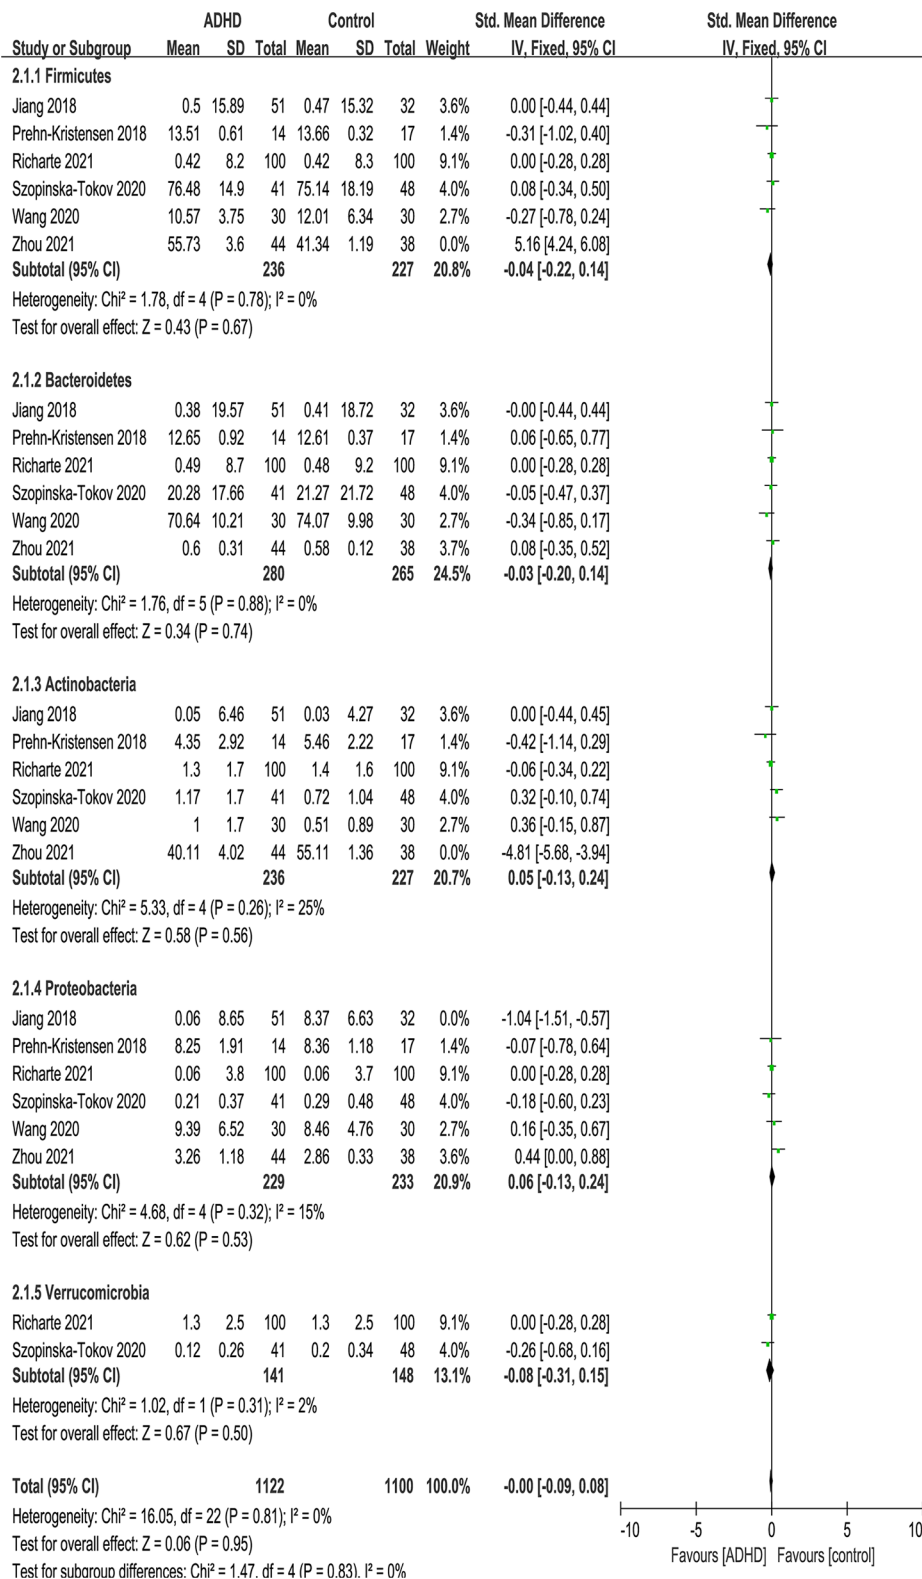 ADHD Control Std. Mean Difference Std. Mean Difference
Study or Subgroup Mean SD Total Mean SD Total Weight IV, Fixed, 95% CI IV, Fixed, 95% CI
2.1.1 Firmicutes
Jiang 2018 0.5 15.89 51 0.47 15.32 32 3.6% 0.00 [-0.44, 0.44]
Prehn-Kristensen 2018 13.51 0.61 14 13.66 0.32 17 1.4% -0.31 [-1.02, 0.40]
Richarte 2021 0.42 8.2 100 0.42 8.3 100 9.1% 0.00 [-0.28, 0.28]
Szopinska-Tokov 2020 76.48 14.9 41 75.14 18.19 48 4.0% 0.08 [-0.34, 0.50]
Wang 2020 10.57 3.75 30 12.01 6.34 30 2.7% -0.27 [-0.78, 0.24]
Zhou 2021 55.73 3.6 44 41.34 1.19 38 0.0% 5.16 [4.24, 6.08]
Subtotal (95% CI) 236 227 20.8% -0.04 [-0.22, 0.14]
Heterogeneity: Chi² = 1.78, df = 4 (P = 0.78); I² = 0%
Test for overall effect: Z = 0.43 (P = 0.67)
2.1.2 Bacteroidetes
Jiang 2018 0.38 19.57 51 0.41 18.72 32 3.6% -0.00 [-0.44, 0.44]
Prehn-Kristensen 2018 12.65 0.92 14 12.61 0.37 17 1.4% 0.06 [-0.65, 0.77]
Richarte 2021 0.49 8.7 100 0.48 9.2 100 9.1% 0.00 [-0.28, 0.28]
Szopinska-Tokov 2020 20.28 17.66 41 21.27 21.72 48 4.0% -0.05 [-0.47, 0.37]
Wang 2020 70.64 10.21 30 74.07 9.98 30 2.7% -0.34 [-0.85, 0.17]
Zhou 2021 0.6 0.31 44 0.58 0.12 38 3.7% 0.08 [-0.35, 0.52]
Subtotal (95% CI) 280 265 24.5% -0.03 [-0.20, 0.14]
Heterogeneity: Chi² = 1.76, df = 5 (P = 0.88); I² = 0%
Test for overall effect: Z = 0.34 (P = 0.74)
2.1.3 Actinobacteria
Jiang 2018 0.05 6.46 51 0.03 4.27 32 3.6% 0.00 [-0.44, 0.45]
Prehn-Kristensen 2018 4.35 2.92 14 5.46 2.22 17 1.4% -0.42 [-1.14, 0.29]
Richarte 2021 1.3 1.7 100 1.4 1.6 100 9.1% -0.06 [-0.34, 0.22]
Szopinska-Tokov 2020 1.17 1.7 41 0.72 1.04 48 4.0% 0.32 [-0.10, 0.74]
Wang 2020 1 1.7 30 0.51 0.89 30 2.7% 0.36 [-0.15, 0.87]
Zhou 2021 40.11 4.02 44 55.11 1.36 38 0.0% -4.81 [-5.68, -3.94]
Subtotal (95% CI) 236 227 20.7% 0.05 [-0.13, 0.24]
Heterogeneity: Chi² = 5.33, df = 4 (P = 0.26); I² = 25%
Test for overall effect: Z = 0.58 (P = 0.56)
2.1.4 Proteobacteria
Jiang 2018 0.06 8.65 51 8.37 6.63 32 0.0% -1.04 [-1.51, -0.57]
Prehn-Kristensen 2018 8.25 1.91 14 8.36 1.18 17 1.4% -0.07 [-0.78, 0.64]
Richarte 2021 0.06 3.8 100 0.06 3.7 100 9.1% 0.00 [-0.28, 0.28]
Szopinska-Tokov 2020 0.21 0.37 41 0.29 0.48 48 4.0% -0.18 [-0.60, 0.23]
Wang 2020 9.39 6.52 30 8.46 4.76 30 2.7% 0.16 [-0.35, 0.67]
Zhou 2021 3.26 1.18 44 2.86 0.33 38 3.6% 0.44 [0.00, 0.88]
Subtotal (95% CI) 229 233 20.9% 0.06 [-0.13, 0.24]
Heterogeneity: Chi² = 4.68, df = 4 (P = 0.32); I² = 15%
Test for overall effect: Z = 0.62 (P = 0.53)
2.1.5 Verrucomicrobia
Richarte 2021 1.3 2.5 100 1.3 2.5 100 9.1% 0.00 [-0.28, 0.28]
Szopinska-Tokov 2020 0.12 0.26 41 0.2 0.34 48 4.0% -0.26 [-0.68, 0.16]
Subtotal (95% CI) 141 148 13.1% -0.08 [-0.31, 0.15]
Heterogeneity: Chi² = 1.02, df = 1 (P = 0.31); I² = 2%
Test for overall effect: Z = 0.67 (P = 0.50)
Total (95% CI) 1122 1100 100.0% -0.00 [-0.09, 0.08]
Heterogeneity: Chi² = 16.05, df = 22 (P = 0.81); I² = 0%
Test for overall effect: Z = 0.06 (P = 0.95)
Test for subgroup differences: Chi² = 1.47, df = 4 (P = 0.83), I² = 0%
-10 -5 0 5 10
Favours [ADHD] Favours [control]